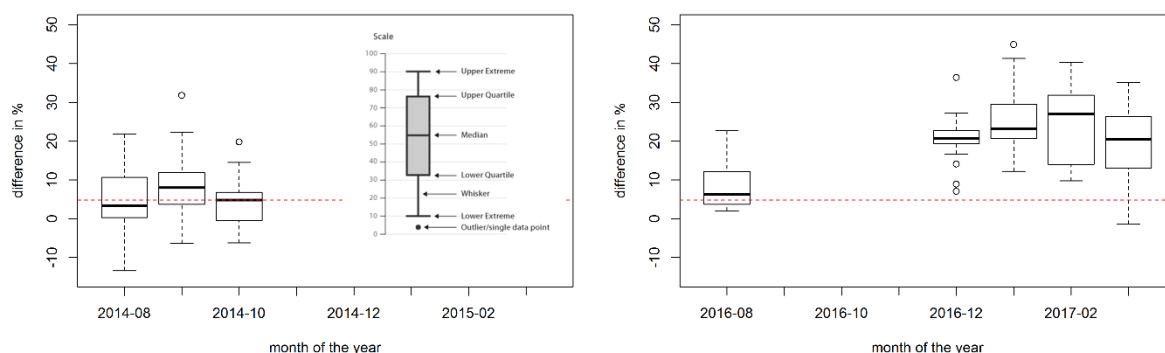 difference in %
50
40
30
20
10
0
-10
2014-08
2014-10
2014-12
2015-02
month of the year
Scale
100
90
80
70
60
50
40
30
20
10
0
Upper Extreme
Upper Quartile
Median
Lower Quartile
Whisker
Lower Extreme
Outlier/single data point
difference in %
50
40
30
20
10
0
-10
2016-08
2016-10
2016-12
2017-02
month of the year